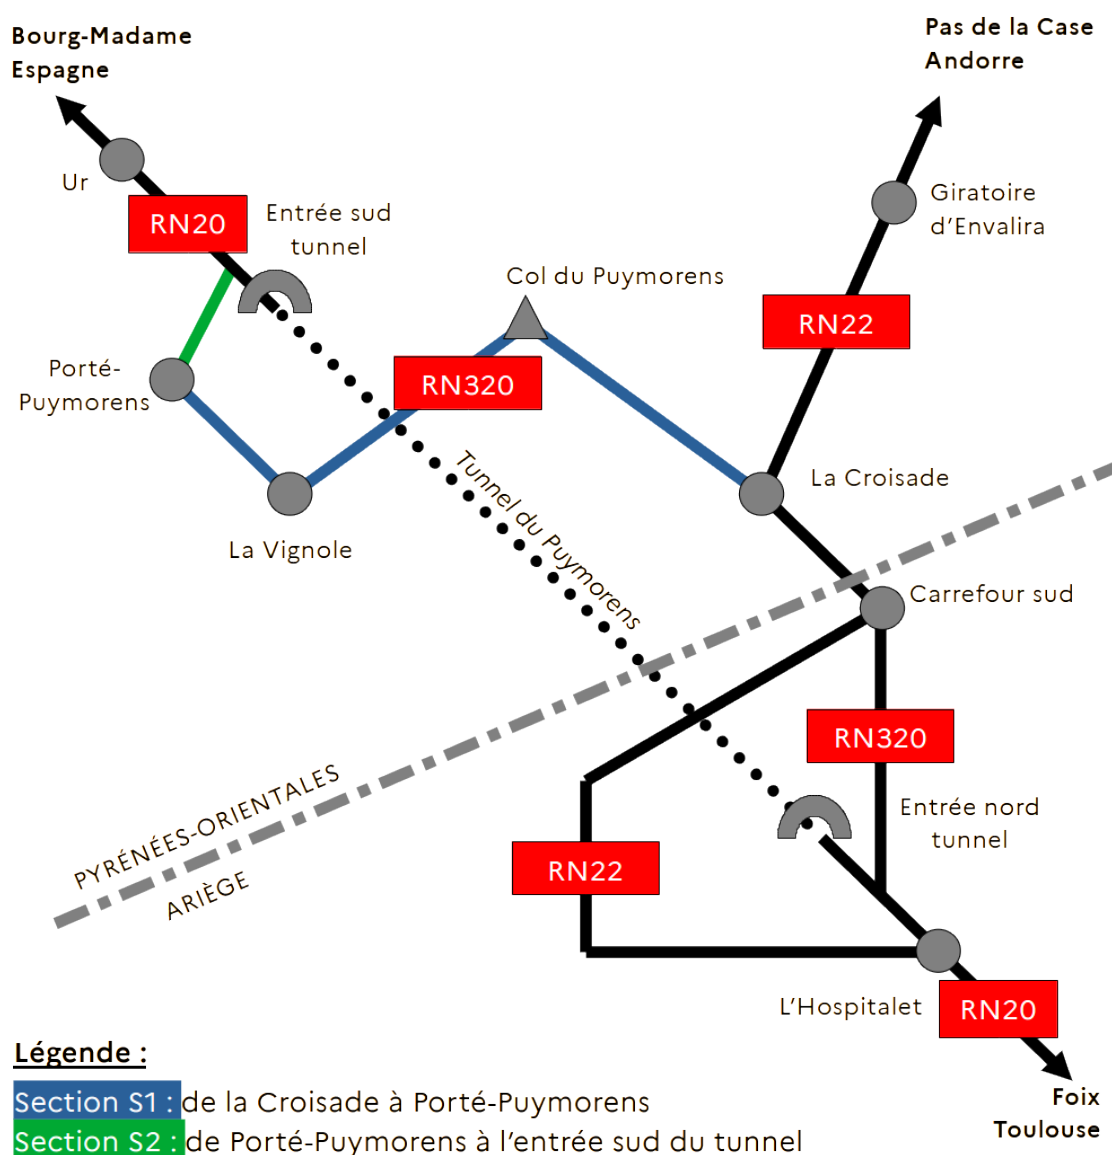 Bourg-Madame
Espagne
Pas de la Case
Andorre
Ur
RN20
Entrée sud
tunnel
Giratoire
d'Envalira
Col du Puymorens
RN22
Porté-
Puymorens
RN320
Tunnel du Puymorens
La Croisade
La Vignole
Carrefour sud
RN320
PYRÉNÉES-ORIENTALES
ARIÈGE
Entrée nord
tunnel
RN22
L'Hospitalet
RN20
Foix
Toulouse
Légende :
Section S1 : de la Croisade à Porté-Puymorens
Section S2 : de Porté-Puymorens à l'entrée sud du tunnel